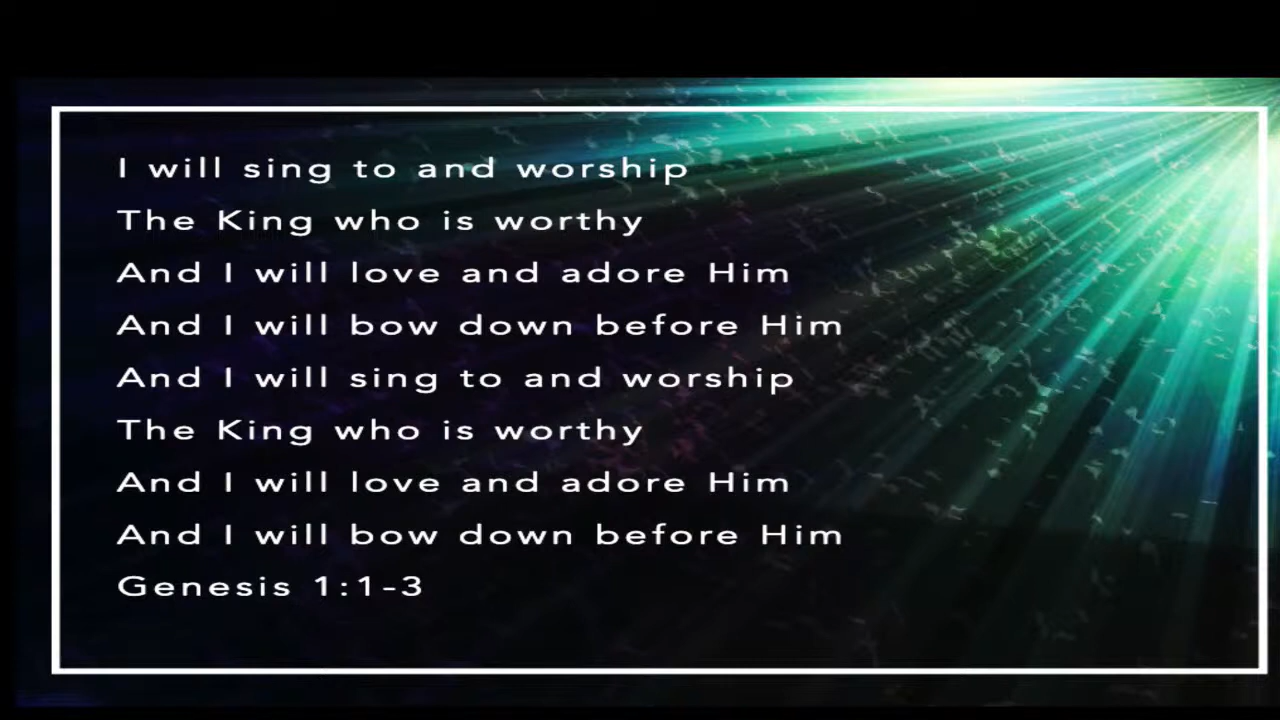 I will sing to and worship
The King who is worthy
And I will love and adore Him
And I will bow down before Him
And I will sing to and worship
The King who is worthy
And I will love and adore Him
And I will bow down before Him
Genesis 1:1-3